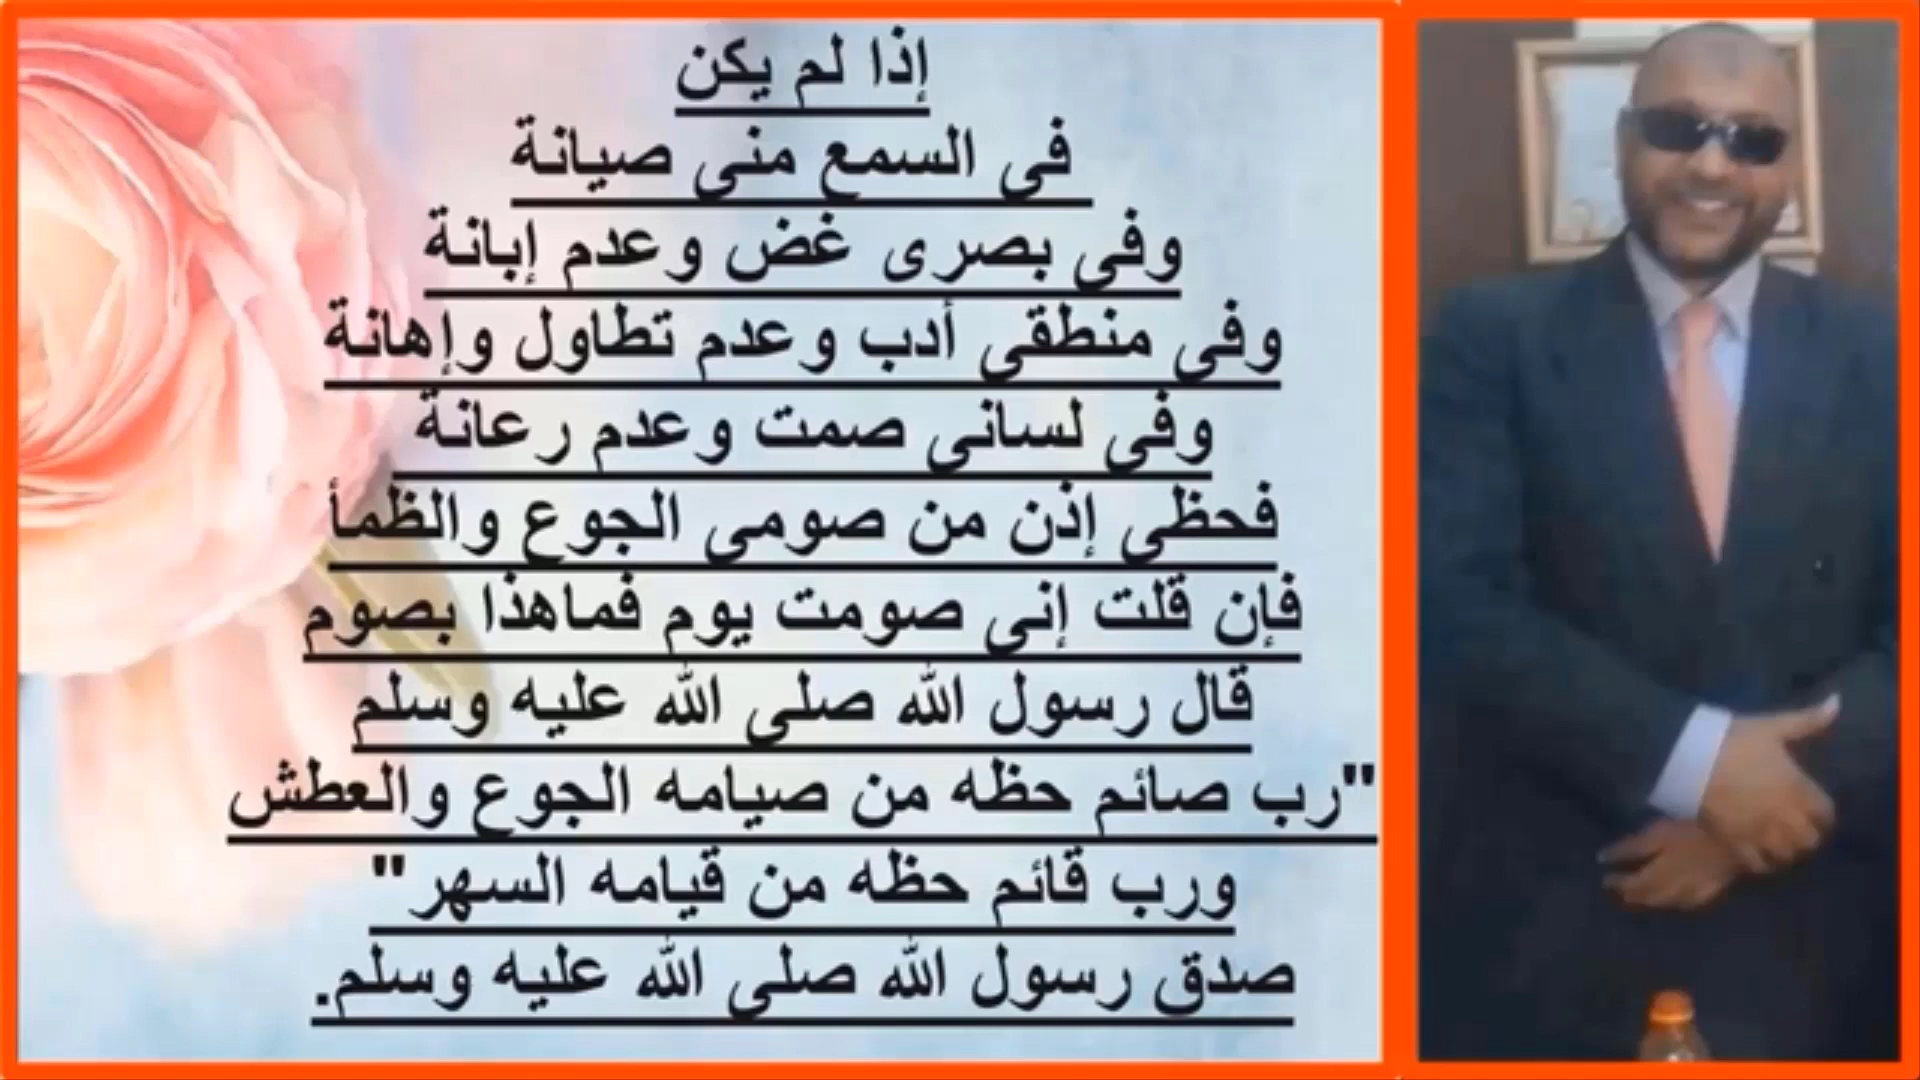 إذا لم يكن
فى السمع منى صيانة
وفى بصرى غض وعدم إبانة
وفى منطقى أدب وعدم تطاول وإهانة
وفى لسانى صمت وعدم رعانة
فحظى إذن من صومى الجوع والظمأ
فإن قلت إنى صومت يوم فماهذا بصوم
قال رسول الله صلى الله عليه وسلم
"رب صائم حظه من صيامه الجوع والعطش
ورب قائم حظه من قيامه السهر"
صدق رسول الله صلى الله عليه وسلم.